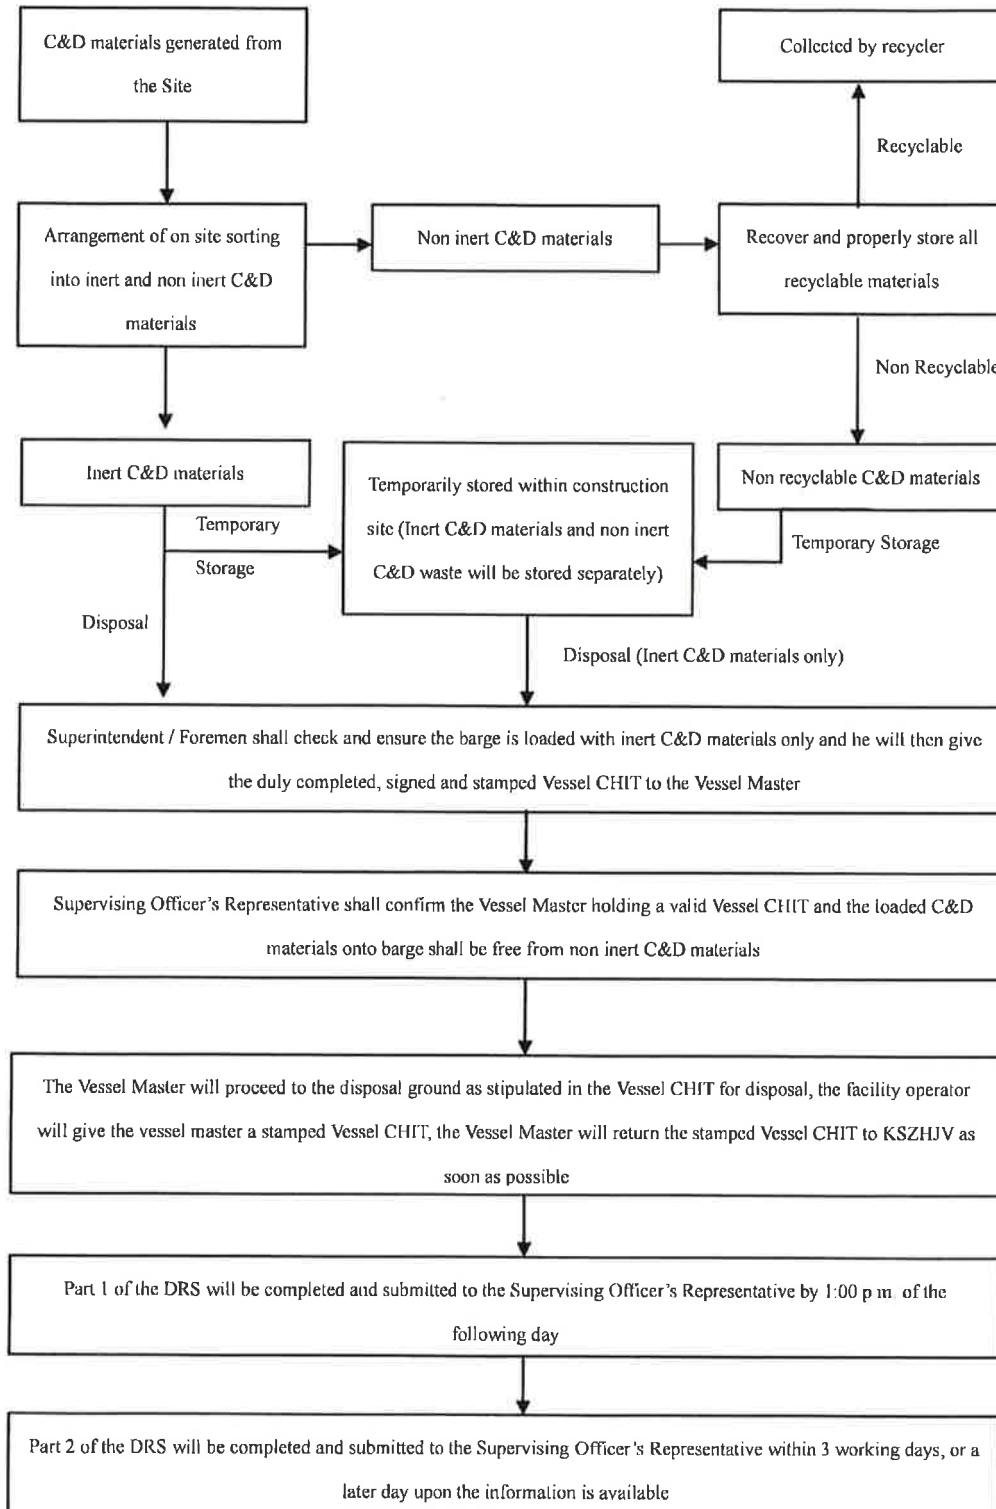 C&D materials generated from
the Site
Collected by recycler
Recyclable
Arrangement of on site sorting
into inert and non inert C&D
materials
Non inert C&D materials
Recover and properly store all
recyclable materials
Non Recyclable
Inert C&D materials
Temporarily stored within construction
site (Inert C&D materials and non inert
C&D waste will be stored separately)
Non recyclable C&D materials
Temporary
Storage
Temporary Storage
Disposal
Disposal (Inert C&D materials only)
Superintendent / Foremen shall check and ensure the barge is loaded with inert C&D materials only and he will then give
the duly completed, signed and stamped Vessel CHIT to the Vessel Master
Supervising Officer's Representative shall confirm the Vessel Master holding a valid Vessel CHIT and the loaded C&D
materials onto barge shall be free from non inert C&D materials
The Vessel Master will proceed to the disposal ground as stipulated in the Vessel CHIT for disposal, the facility operator
will give the vessel master a stamped Vessel CHIT, the Vessel Master will return the stamped Vessel CHIT to KSZHJV as
soon as possible
Part 1 of the DRS will be completed and submitted to the Supervising Officer's Representative by 1:00 p m. of the
following day
Part 2 of the DRS will be completed and submitted to the Supervising Officer's Representative within 3 working days, or a
later day upon the information is available